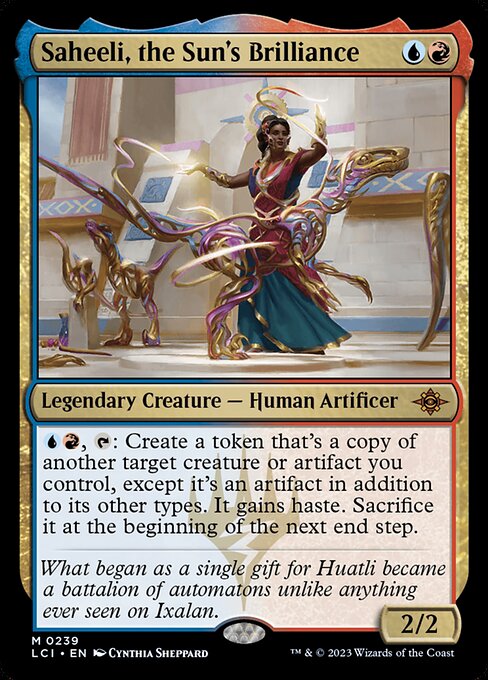 Saheeli, the Sun's Brilliance
Legendary Creature — Human Artificer
, : Create a token that's a copy of
another target creature or artifact you
control, except it's an artifact in addition
to its other types. It gains haste. Sacrifice
it at the beginning of the next end step.
What began as a single gift for Huatli became
a battalion of automatons unlike anything
ever seen on Ixalan.
2/2
M 0239
LCI • EN Cynthia Sheppard
™ & © 2023 Wizards of the Coast